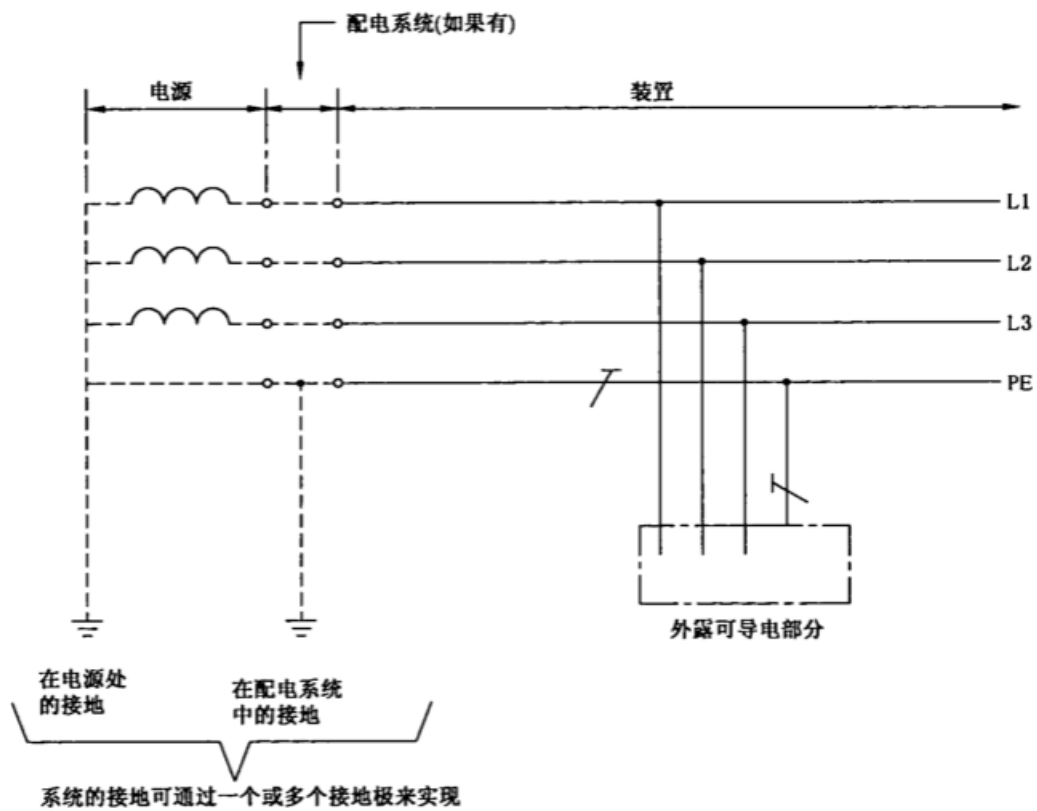 配电系统(如果有)
电源
装置
L1
L2
L3
PE
外露可导电部分
在电源处
的接地
在配电系统
中的接地
系统的接地可通过一个或多个接地极来实现